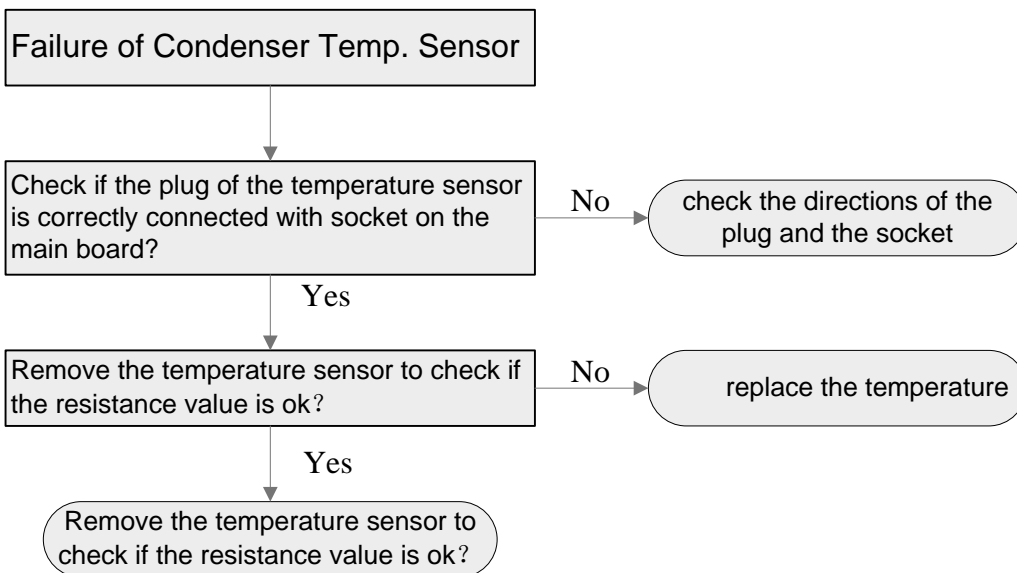 Failure of Condenser Temp. Sensor
Check if the plug of the temperature sensor
is correctly connected with socket on the
main board?
No
check the directions of the
plug and the socket
Yes
Remove the temperature sensor to check if
the resistance value is ok？
No
replace the temperature
Yes
Remove the temperature sensor to
check if the resistance value is ok？